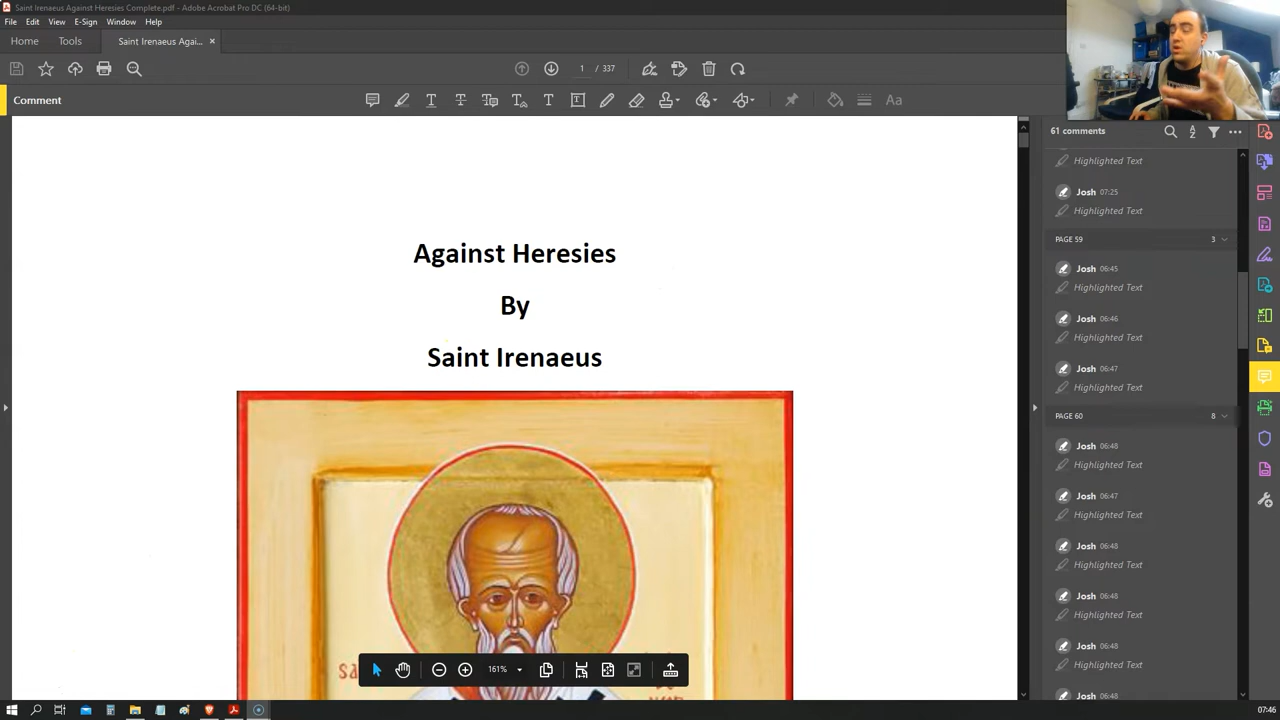 Saint Irenaeus Against Heresies Complete.pdf - Adobe Acrobat Pro DC (64-bit)
File Edit View E-Sign Window Help
Home Tools Saint Irenaeus Agai... ×
1 / 337
Comment
61 comments
Highlighted Text
Josh 07:25
Highlighted Text
PAGE 59 3
Josh 06:45
Highlighted Text
Josh 06:46
Highlighted Text
Josh 06:47
Highlighted Text
PAGE 60 8
Josh 06:48
Highlighted Text
Josh 06:47
Highlighted Text
Josh 06:48
Highlighted Text
Josh 06:48
Highlighted Text
Josh 06:48
Highlighted Text
Josh 06:48
Against Heresies
By
Saint Irenaeus
161%
07:46